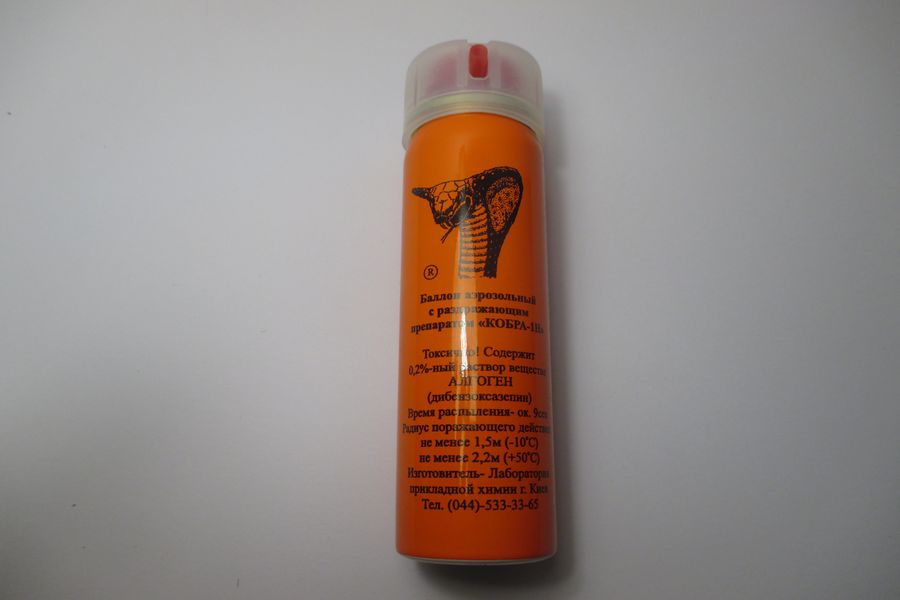 ®
Баллон аэрозольный
с раздражающим
препаратом «КОБРА-1Н»
Токсично! Содержит
0,2%-ный раствор вещества
АЛГОГЕН
(дибензоксазепин)
Время распыления- ок. 9сек
Радиус поражающего действия
не менее 1,5м (-10°C)
не менее 2,2м (+50°C)
Изготовитель- Лаборатория
прикладной химии г. Киев
Тел. (044)-533-33-65